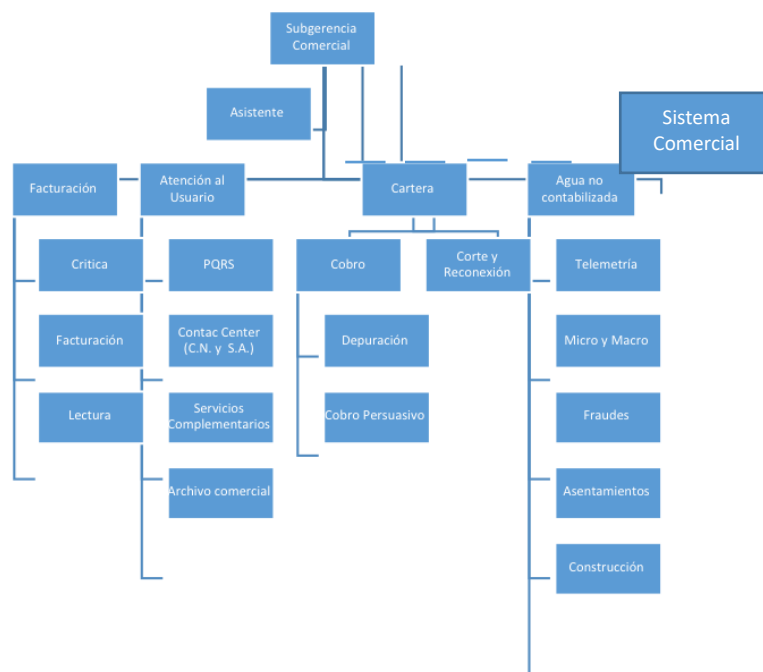 Subgerencia
Comercial
Asistente
Sistema
Comercial
Facturación
Atención al
Usuario
Cartera
Agua no
contabilizada
Critica
PQRS
Cobro
Corte y
Reconexión
Telemetría
Facturación
Contac Center
(C.N. y S.A.)
Depuración
Micro y Macro
Lectura
Servicios
Complementarios
Cobro Persuasivo
Fraudes
Archivo comercial
Asentamientos
Construcción